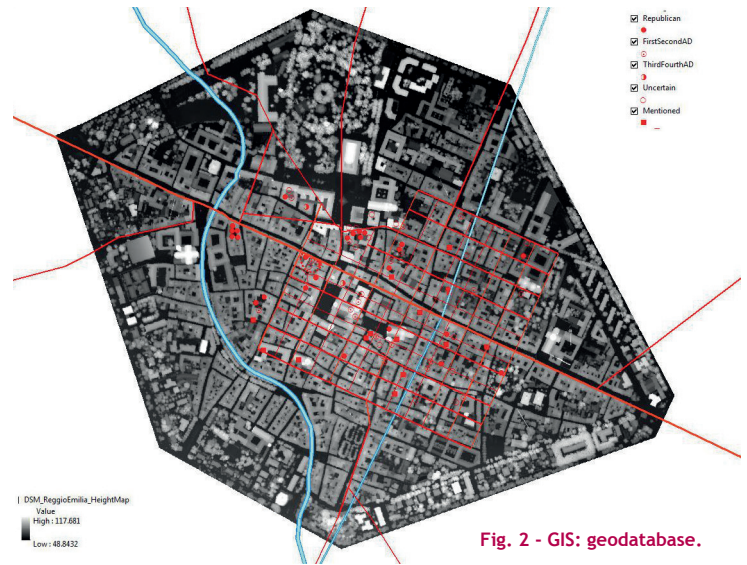 Republican
FirstSecondAD
ThirdFourthAD
Uncertain
Mentioned
DSM_ReggioEmilia_HeightMap
Value
High : 117.681
Low : 48.8432
Fig. 2 - GIS: geodatabase.